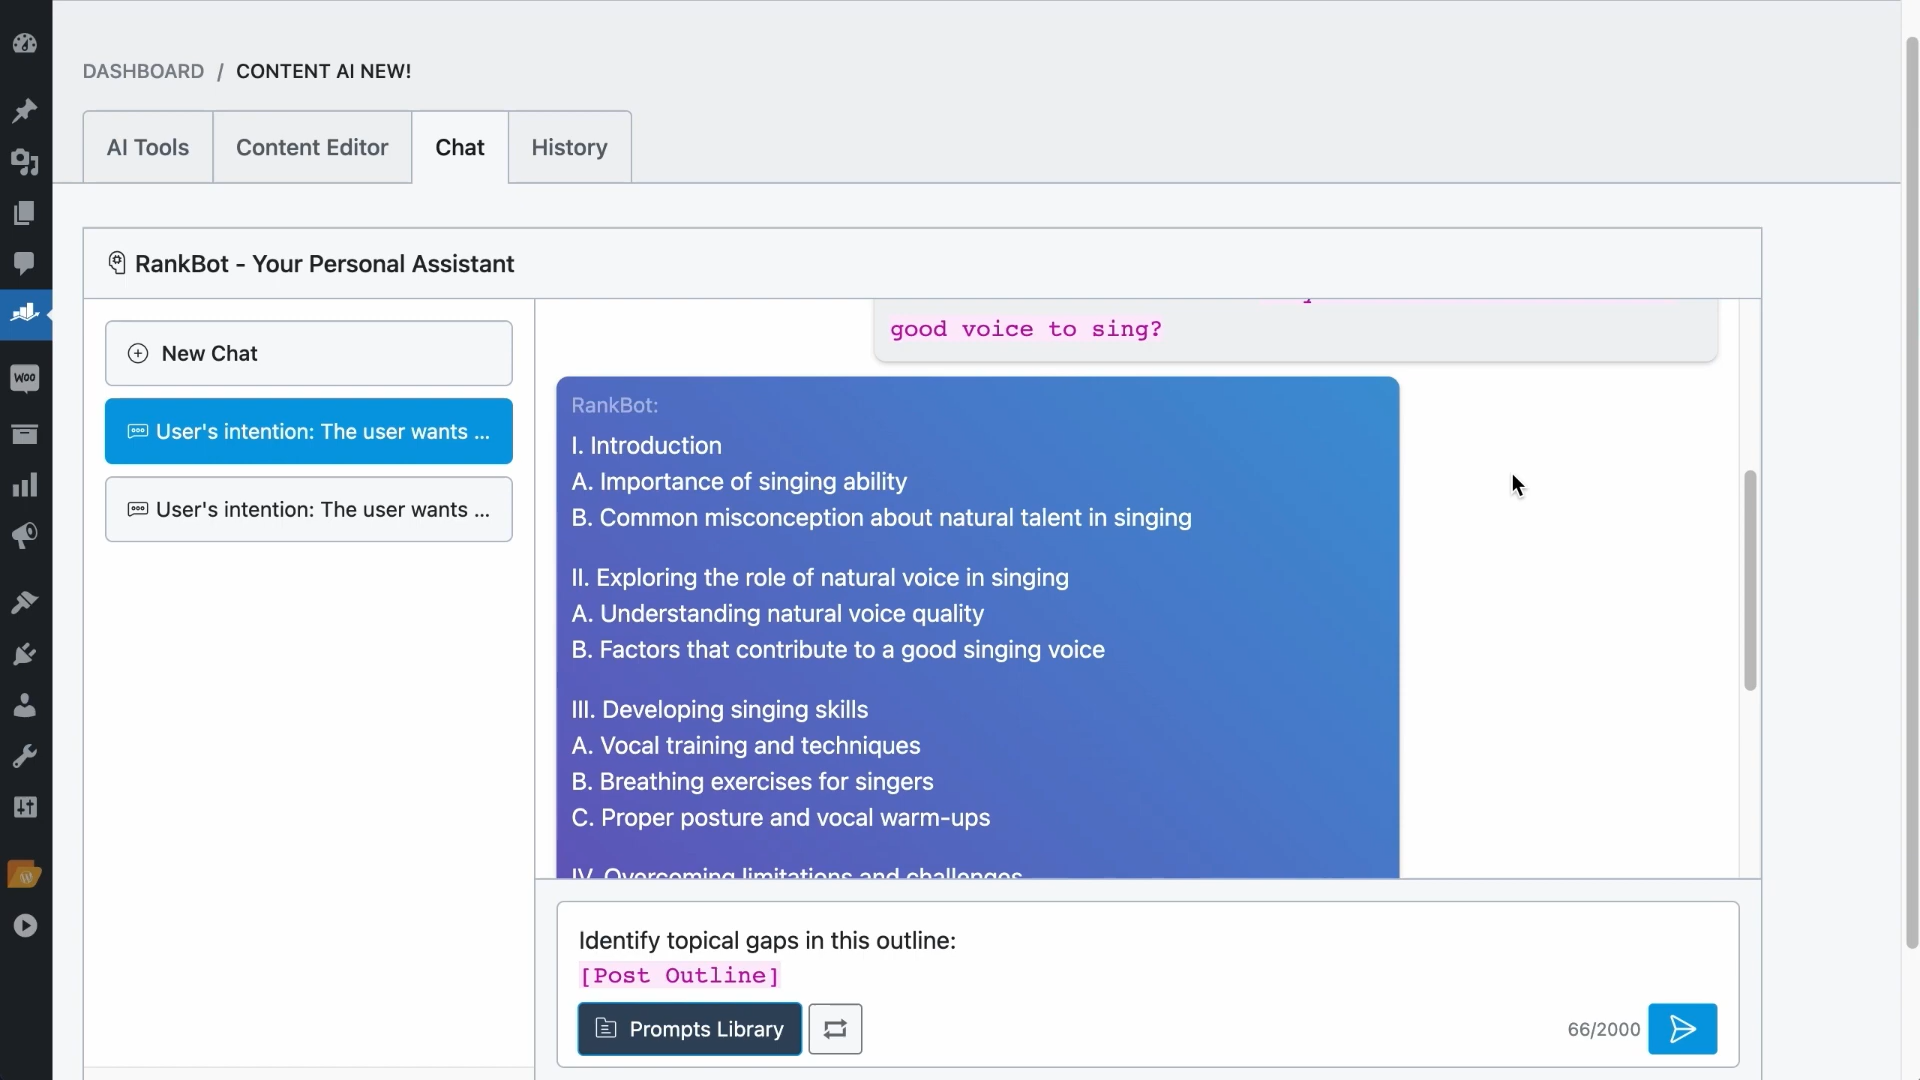 DASHBOARD / CONTENT AI NEW!
AI Tools
Content Editor
Chat
History
RankBot - Your Personal Assistant
New Chat
User's intention: The user wants ...
User's intention: The user wants ...
good voice to sing?
RankBot:
I. Introduction
A. Importance of singing ability
B. Common misconception about natural talent in singing
II. Exploring the role of natural voice in singing
A. Understanding natural voice quality
B. Factors that contribute to a good singing voice
III. Developing singing skills
A. Vocal training and techniques
B. Breathing exercises for singers
C. Proper posture and vocal warm-ups
IV. Overcoming limitations and challenges
Identify topical gaps in this outline:
[Post Outline]
Prompts Library
66/2000
Woo